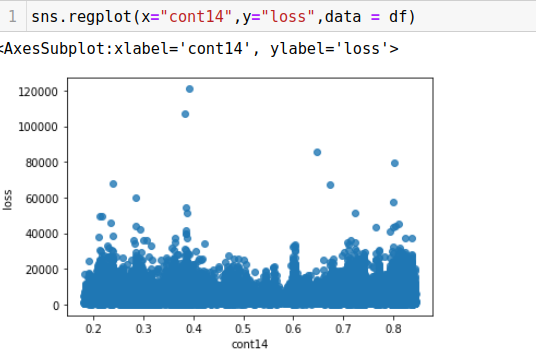 1 sns.regplot(x="cont14",y="loss",data = df)
<AxesSubplot:xlabel='cont14', ylabel='loss'>
120000
100000
80000
60000
40000
20000
0
loss
0.2 0.3 0.4 0.5 0.6 0.7 0.8
cont14